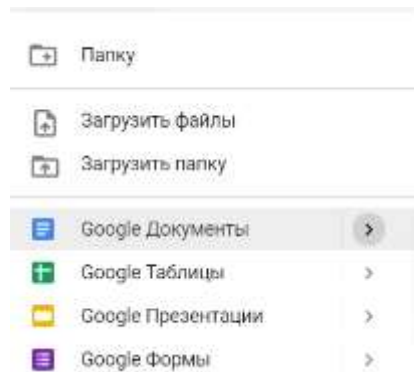 Папку
Загрузить файлы
Загрузить папку
Google Документы
Google Таблицы
Google Презентации
Google Формы